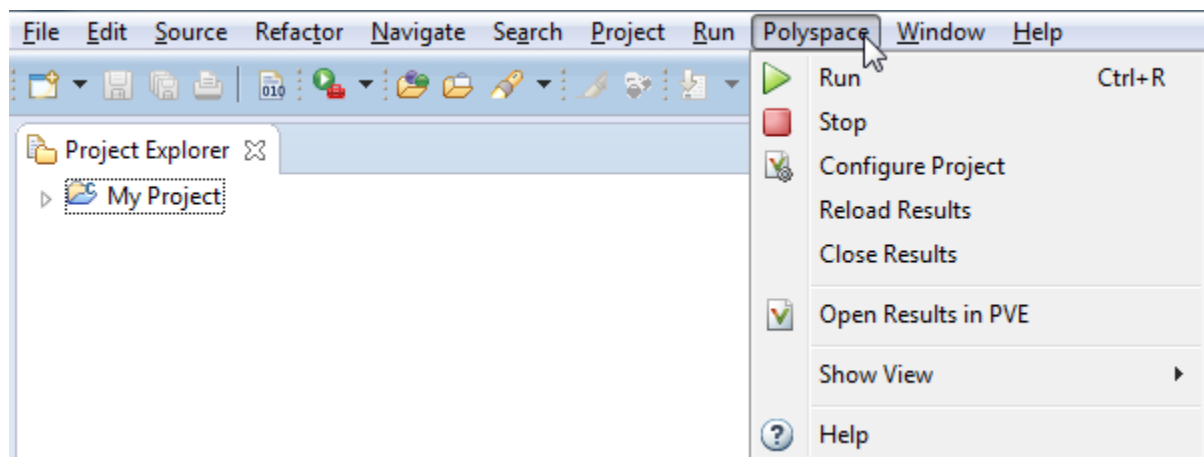 File Edit Source Refactor Navigate Search Project Run Polyspace Window Help
010
Project Explorer
My Project
Run Ctrl+R
Stop
Configure Project
Reload Results
Close Results
Open Results in PVE
Show View
Help